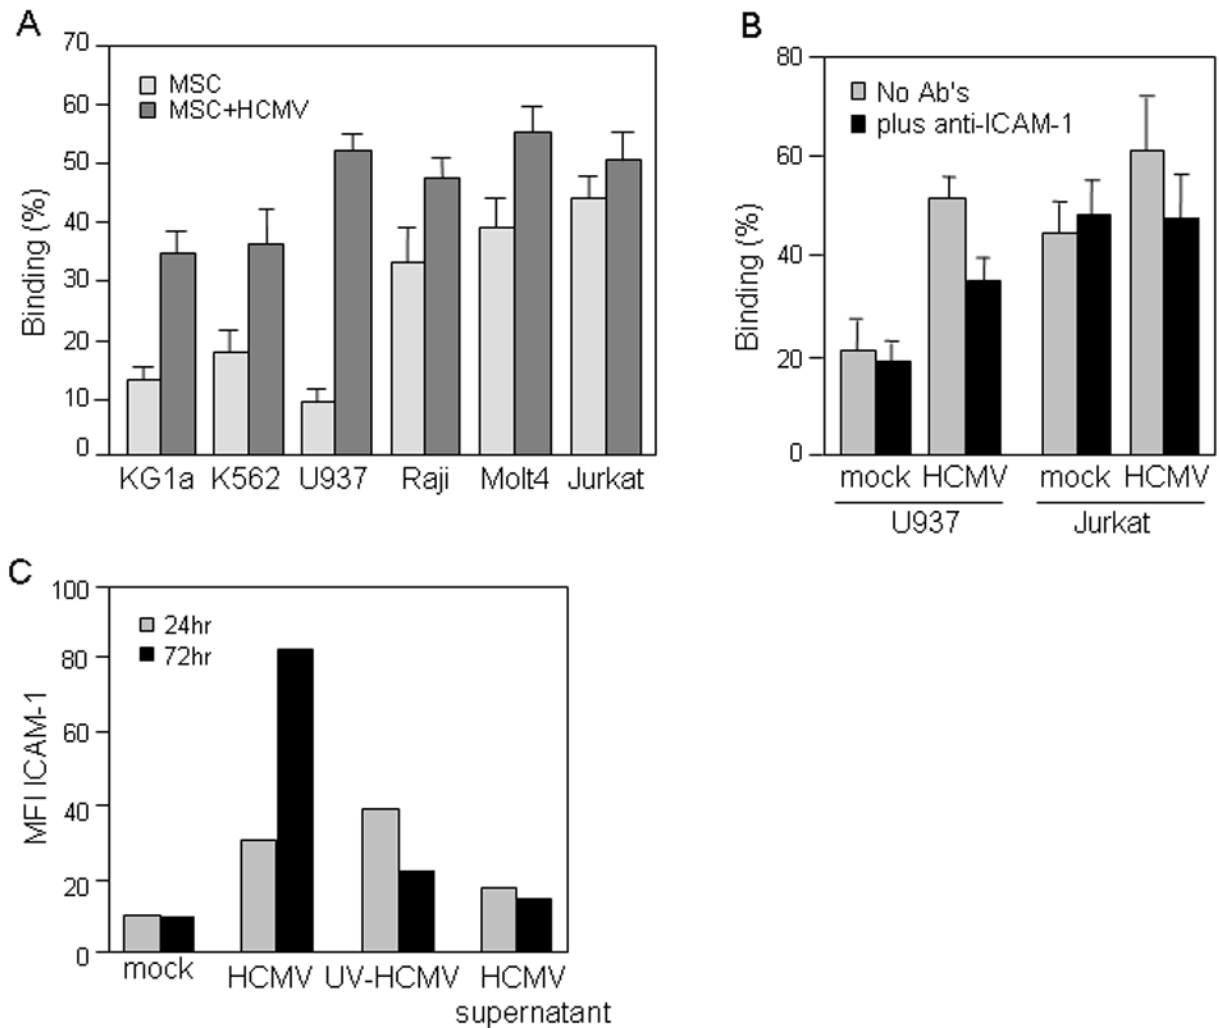 A
70
60
50
40
30
20
10
0
Binding (%)
MSC
MSC+HCMV
KG1a K562 U937 Raji Molt4 Jurkat
B
80
60
40
20
0
Binding (%)
No Ab's
plus anti-ICAM-1
mock HCMV mock HCMV
U937 Jurkat
C
100
80
60
40
20
0
MFI ICAM-1
24hr
72hr
mock HCMV UV-HCMV HCMV
supernatant